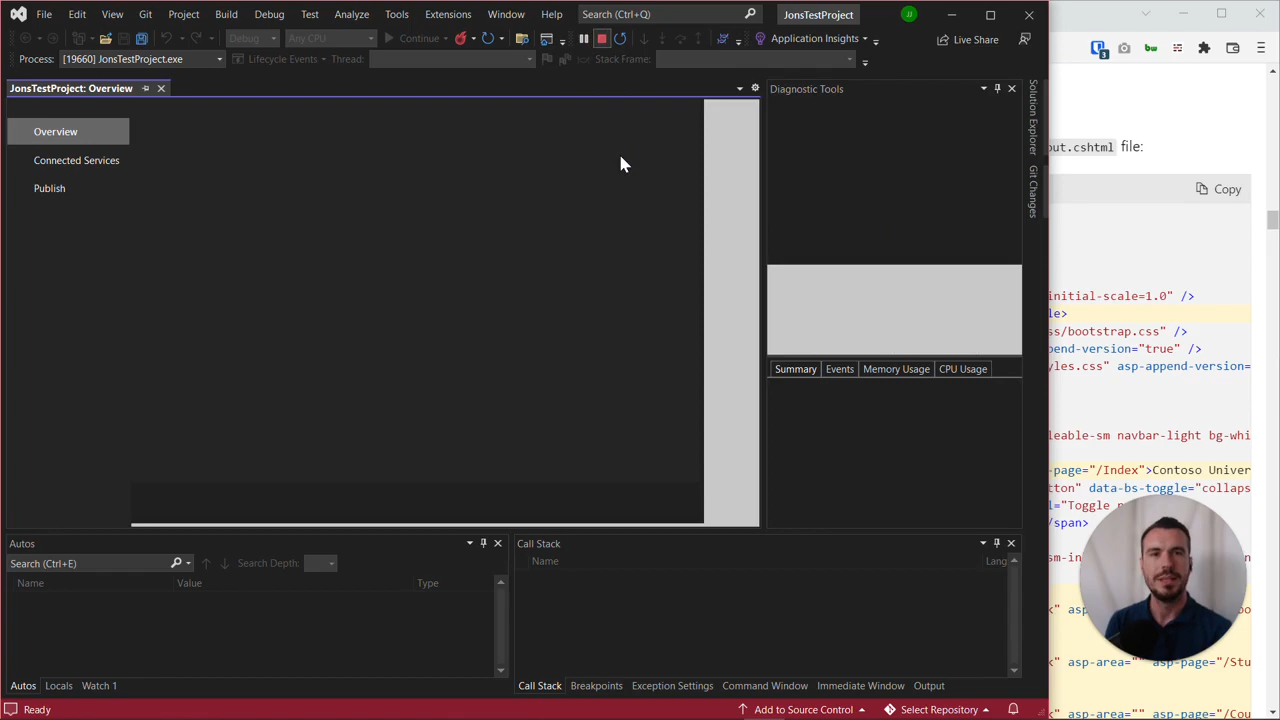 File Edit View Git Project Build Debug Test Analyze Tools Extensions Window Help Search (Ctrl+Q) JonsTestProject JJ
Debug Any CPU Continue Application Insights Live Share
3
Process: [19660] JonsTestProject.exe Lifecycle Events Thread: Stack Frame:
JonsTestProject: Overview
Overview
Connected Services
Publish
Diagnostic Tools
Summary Events Memory Usage CPU Usage
Solution Explorer
Git Changes
Autos
Search (Ctrl+E) Search Depth:
Name Value Type
Autos Locals Watch 1
Call Stack
Name Lang
Call Stack Breakpoints Exception Settings Command Window Immediate Window Output
Ready Add to Source Control Select Repository
out.cshtml file:
Copy
initial-scale=1.0" />
le>
ss/bootstrap.css" />
pend-version="true" />
yles.css" asp-append-version=
leable-sm navbar-light bg-whi
-page="/Index">Contoso Univer
tton" data-bs-toggle="collaps
l="Toggle n
/span>
sm-in
k" asp-area=
k" asp-area="" asp-page="/Stu
k" asp-area="" asp-page="/Cou